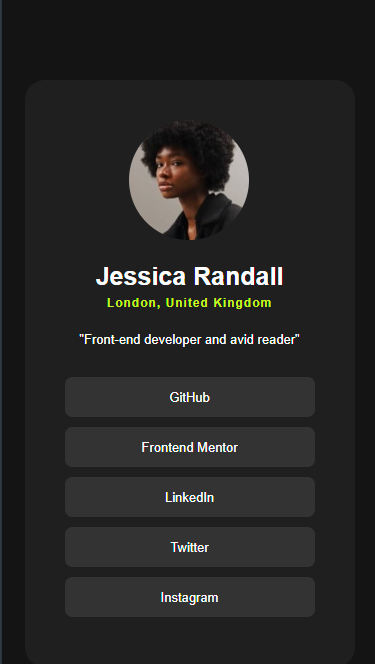 Jessica Randall
London, United Kingdom
"Front-end developer and avid reader"
GitHub
Frontend Mentor
LinkedIn
Twitter
Instagram